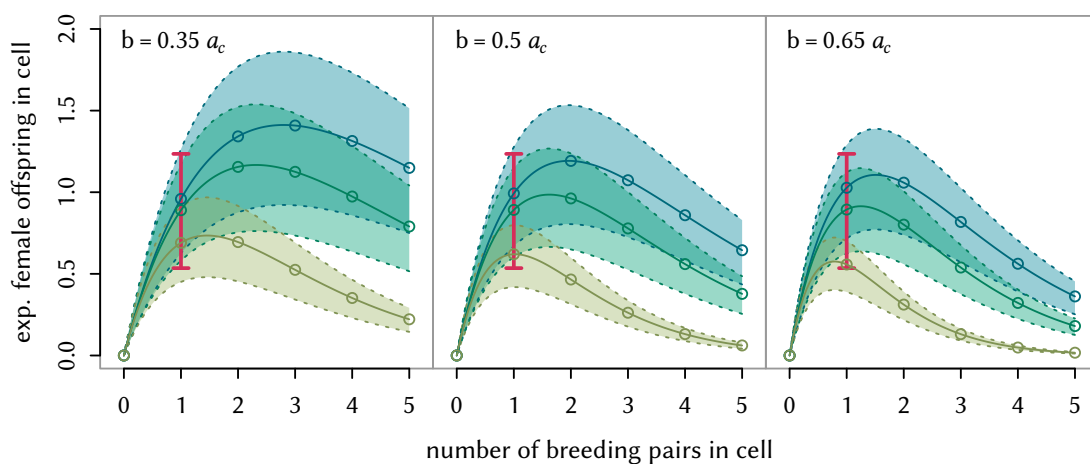 b = 0.35 a_c
b = 0.5 a_c
b = 0.65 a_c
exp. female offspring in cell
2.0
1.5
1.0
0.5
0.0
0 1 2 3 4 5
0 1 2 3 4 5
0 1 2 3 4 5
number of breeding pairs in cell